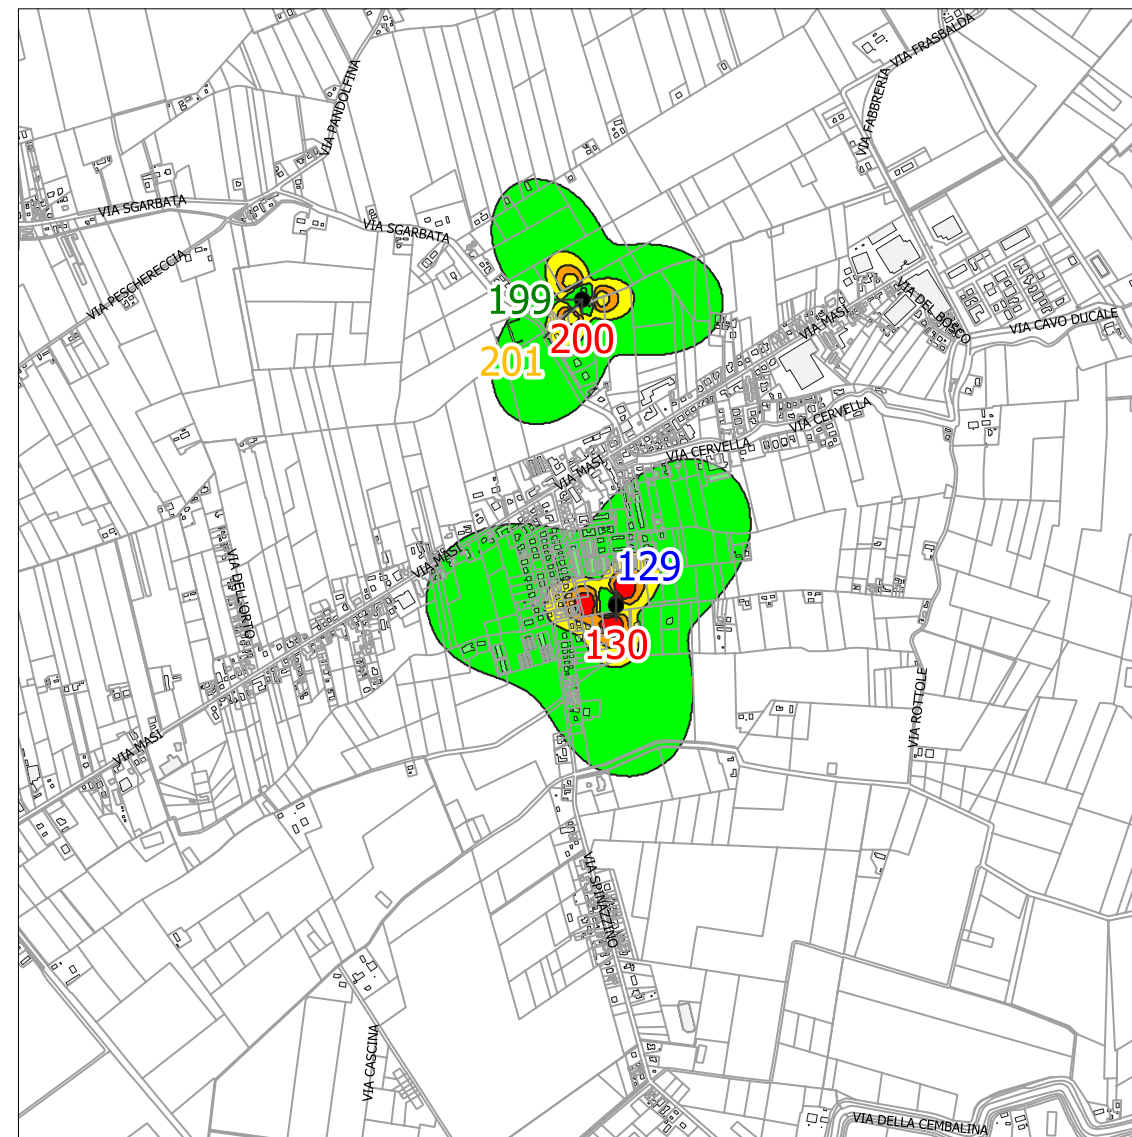 VIA FRASBALDA
VIA PANDOLFINA
VIA FABBRERIA
VIA SGARBATA
VIA SGARBATA
VIA PESCHERECCIA
VIA DEL BOSCO
199
VIA CAVO DUCALE
VIA MASI
200
201
VIA CERVELLA
VIA CERVELLA
VIA MASI
VIA MASI
129
VIA DELL'ORTO
130
VIA ROTTOLE
VIA MASI
VIA SPINAZZINO
VIA CASCINA
VIA DELLA CEMBALINA